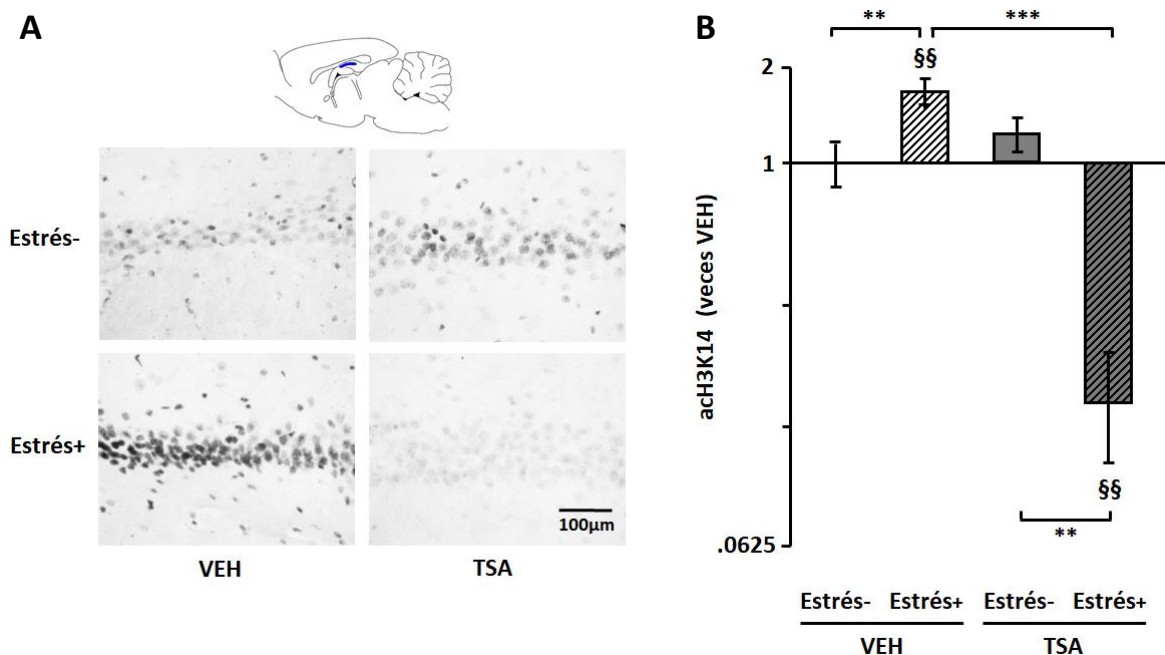 A
Estrés-
Estrés+
100µm
VEH
TSA
B
** ***
§§
2
1
acH3K14 (veces VEH)
§§
**
.0625
Estrés- Estrés+ Estrés- Estrés+
VEH TSA